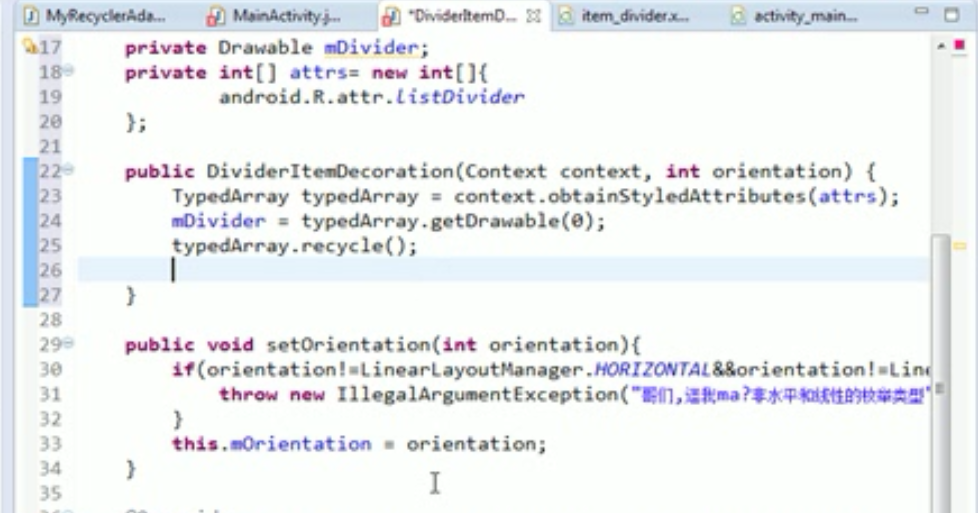 MyRecyclerAda... MainActivity.j... *DividerItemD... item_divider.x... activity_main...
17 private Drawable mDivider;
18 private int[] attrs= new int[]{
19 android.R.attr.listDivider
20 };
21
22 public DividerItemDecoration(Context context, int orientation) {
23 TypedArray typedArray = context.obtainStyledAttributes(attrs);
24 mDivider = typedArray.getDrawable(0);
25 typedArray.recycle();
26
27 }
28
29 public void setOrientation(int orientation){
30 if(orientation!=LinearLayoutManager.HORIZONTAL&&orientation!=Line
31 throw new IllegalArgumentException("哥们,逗我ma?非水平和线性的枚举类型"
32 }
33 this.mOrientation = orientation;
34 }
35